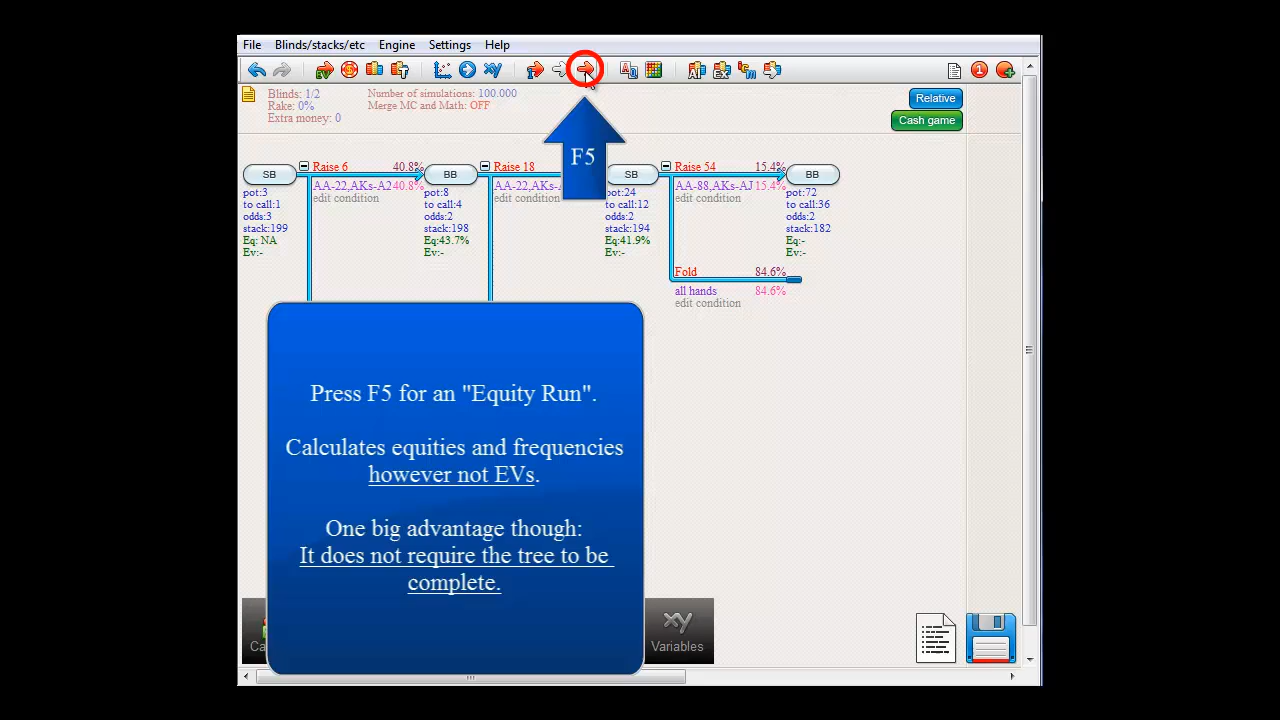 File Blinds/stacks/etc Engine Settings Help
Blinds: 1/2
Rake: 0%
Extra money: 0
Number of simulations: 100.000
Merge MC and Math: OFF
Relative
Cash game
F5
SB
Raise 6 40.8%
AA-22,AKs-A2 40.8%
edit condition
pot:3
to call:1
odds:3
stack:199
Eq: NA
Ev:-
BB
Raise 18
AA-22,AKs-A
edit condition
pot:8
to call:4
odds:2
stack:198
Eq:43.7%
Ev:-
SB
Raise 54 15.4%
AA-88,AKs-AJ 15.4%
edit condition
pot:24
to call:12
odds:2
stack:194
Eq:41.9%
Ev:-
Fold 84.6%
all hands 84.6%
edit condition
BB
pot:72
to call:36
odds:2
stack:182
Eq:-
Ev:-
Press F5 for an "Equity Run".
Calculates equities and frequencies
however not EVs.
One big advantage though:
It does not require the tree to be
complete.
Ca
xy
Variables